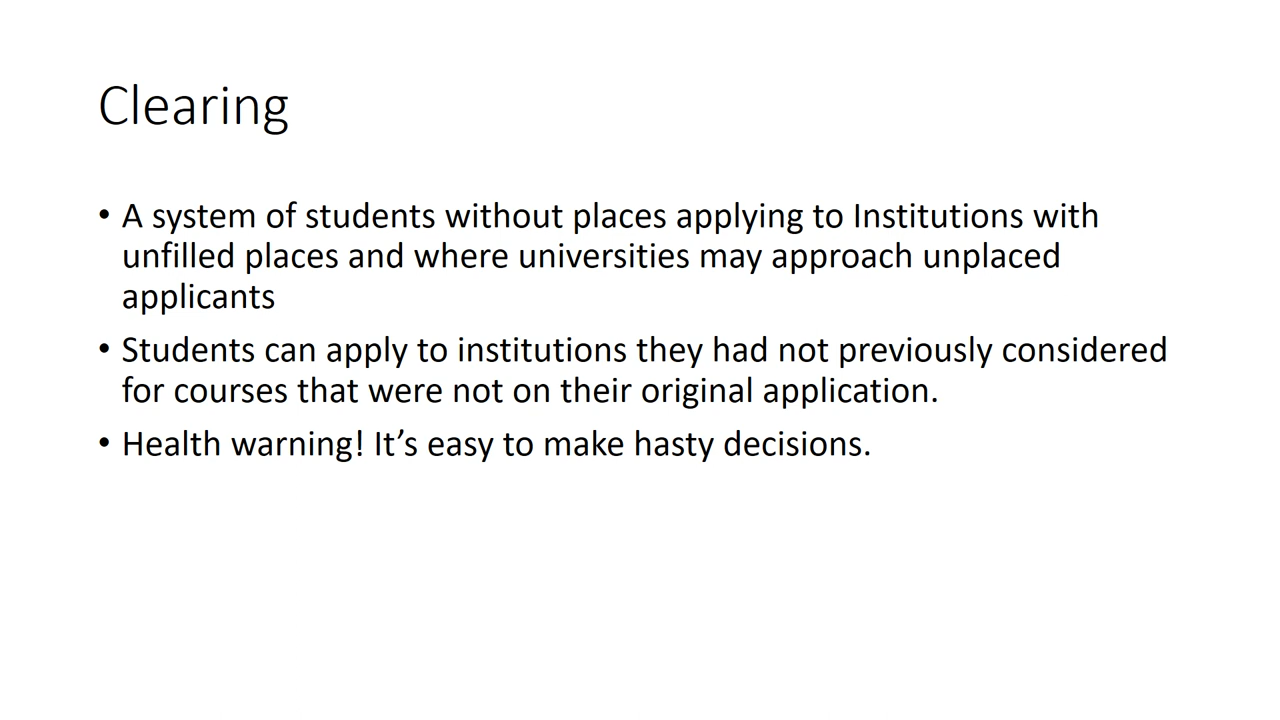 Clearing
• A system of students without places applying to Institutions with
unfilled places and where universities may approach unplaced
applicants
• Students can apply to institutions they had not previously considered
for courses that were not on their original application.
• Health warning! It’s easy to make hasty decisions.